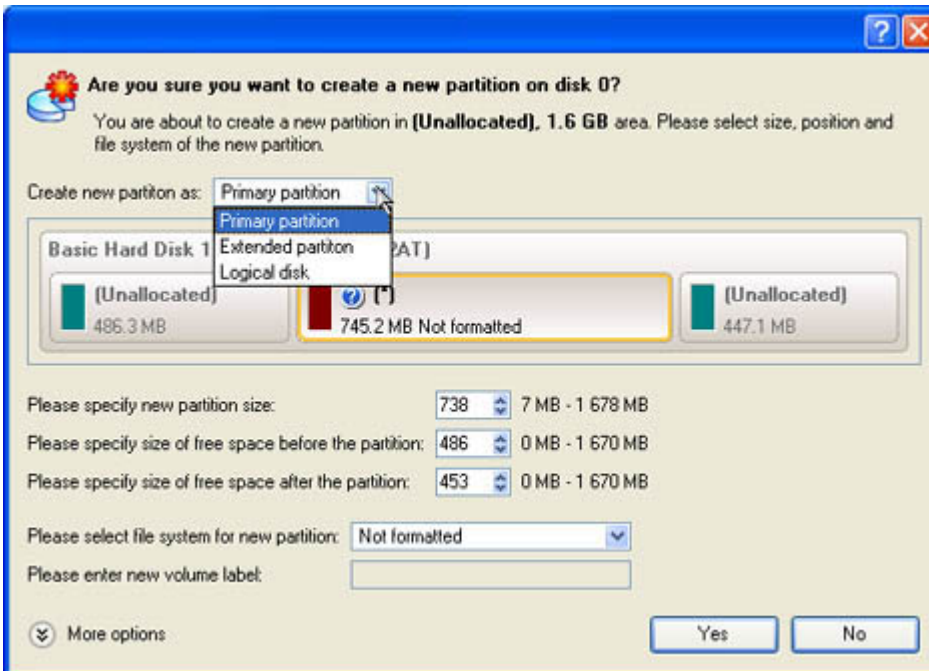 Are you sure you want to create a new partition on disk 0?
You are about to create a new partition in (Unallocated), 1.6 GB area. Please select size, position and
file system of the new partition.
Create new partiton as: Primary partition
Primary partition
Extended partiton
Logical disk
Basic Hard Disk 1
(Unallocated)
486.3 MB
(*)
745.2 MB Not formatted
(Unallocated)
447.1 MB
Please specify new partition size: 738 7 MB - 1 678 MB
Please specify size of free space before the partition: 486 0 MB - 1 670 MB
Please specify size of free space after the partition: 453 0 MB - 1 670 MB
Please select file system for new partition: Not formatted
Please enter new volume label:
More options
Yes No